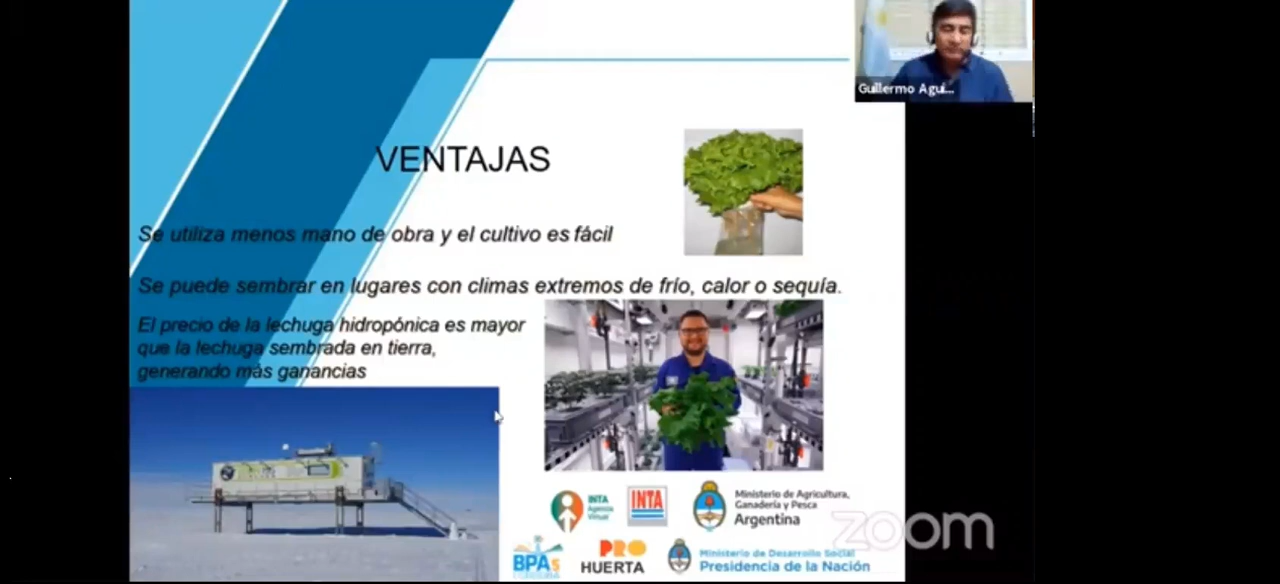 Guillermo Agui...
VENTAJAS
Se utiliza menos mano de obra y el cultivo es fácil
Se puede sembrar en lugares con climas extremos de frío, calor o sequía.
El precio de la lechuga hidropónica es mayor
que la lechuga sembrada en tierra,
generando más ganancias
INTA
Agencia
Virtual
INTA
Ministerio de Agricultura,
Ganadería y Pesca
Argentina
zoom
BPAs
CÓRDOBA
PRO
HUERTA
Ministerio de Desarrollo Social
Presidencia de la Nación